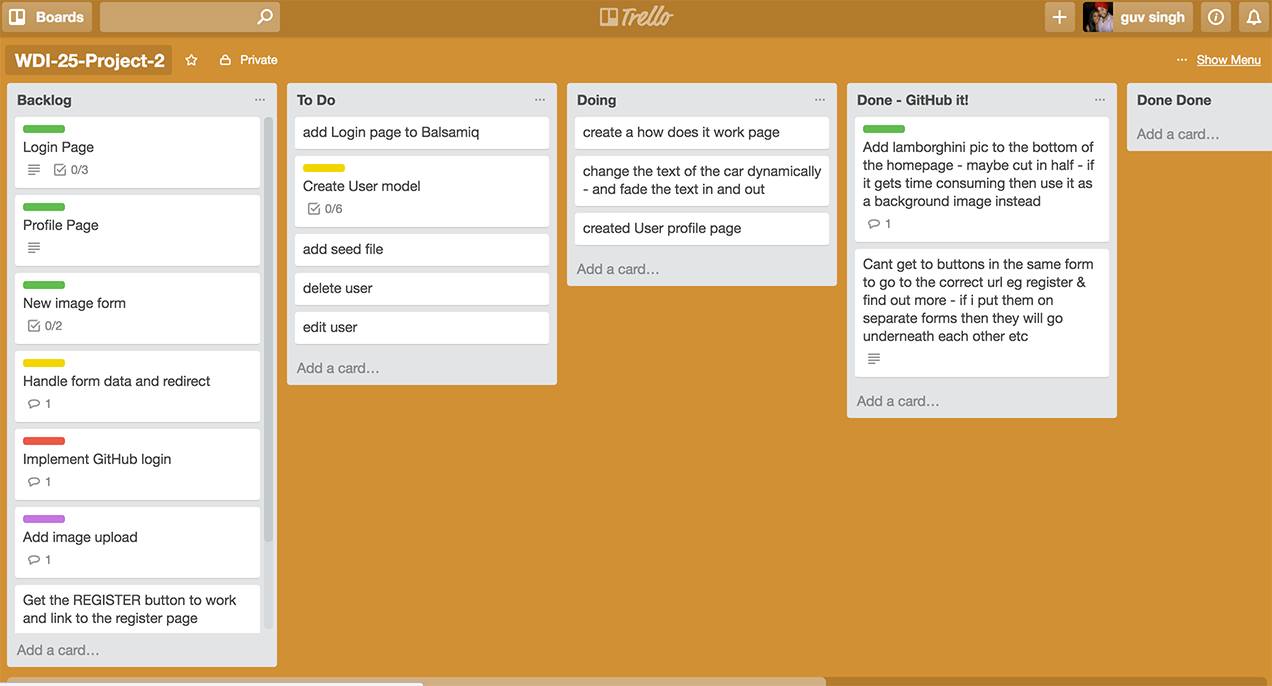 Boards
Trello
guv singh
WDI-25-Project-2
Private
... Show Menu
Backlog
Login Page
0/3
Profile Page
New image form
0/2
Handle form data and redirect
1
Implement GitHub login
1
Add image upload
1
Get the REGISTER button to work
and link to the register page
Add a card...
To Do
add Login page to Balsamiq
Create User model
0/6
add seed file
delete user
edit user
Add a card...
Doing
create a how does it work page
change the text of the car dynamically
- and fade the text in and out
created User profile page
Add a card...
Done - GitHub it!
Add lamborghini pic to the bottom of
the homepage - maybe cut in half - if
it gets time consuming then use it as
a background image instead
1
Cant get to buttons in the same form
to go to the correct url eg register &
find out more - if i put them on
separate forms then they will go
underneath each other etc
Add a card...
Done Done
Add a card...